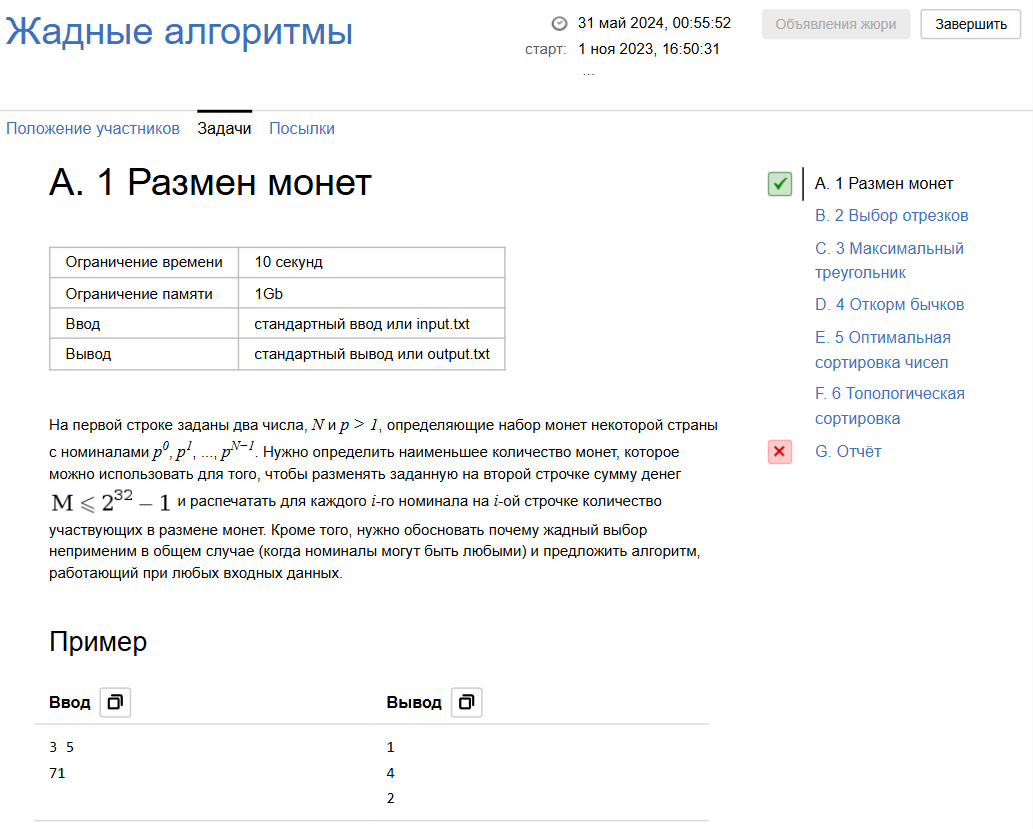 Жадные алгоритмы
31 май 2024, 00:55:52
старт: 1 ноя 2023, 16:50:31
...
Объявления жюри
Завершить
Положение участников Задачи Посылки
A. 1 Размен монет
Ограничение времени 10 секунд
Ограничение памяти 1Gb
Ввод стандартный ввод или input.txt
Вывод стандартный вывод или output.txt
На первой строке заданы два числа, N и p > 1, определяющие набор монет некоторой страны
с номиналами p^0, p^1, ..., p^{N−1}. Нужно определить наименьшее количество монет, которое
можно использовать для того, чтобы разменять заданную на второй строчке сумму денег
M ⩽ 2^{32} − 1 и распечатать для каждого i-го номинала на i-ой строчке количество
участвующих в размене монет. Кроме того, нужно обосновать почему жадный выбор
неприменим в общем случае (когда номиналы могут быть любыми) и предложить алгоритм,
работающий при любых входных данных.
Пример
Ввод Вывод
3 5 1
71 4
2
A. 1 Размен монет
B. 2 Выбор отрезков
C. 3 Максимальный
треугольник
D. 4 Откорм бычков
E. 5 Оптимальная
сортировка чисел
F. 6 Топологическая
сортировка
G. Отчёт